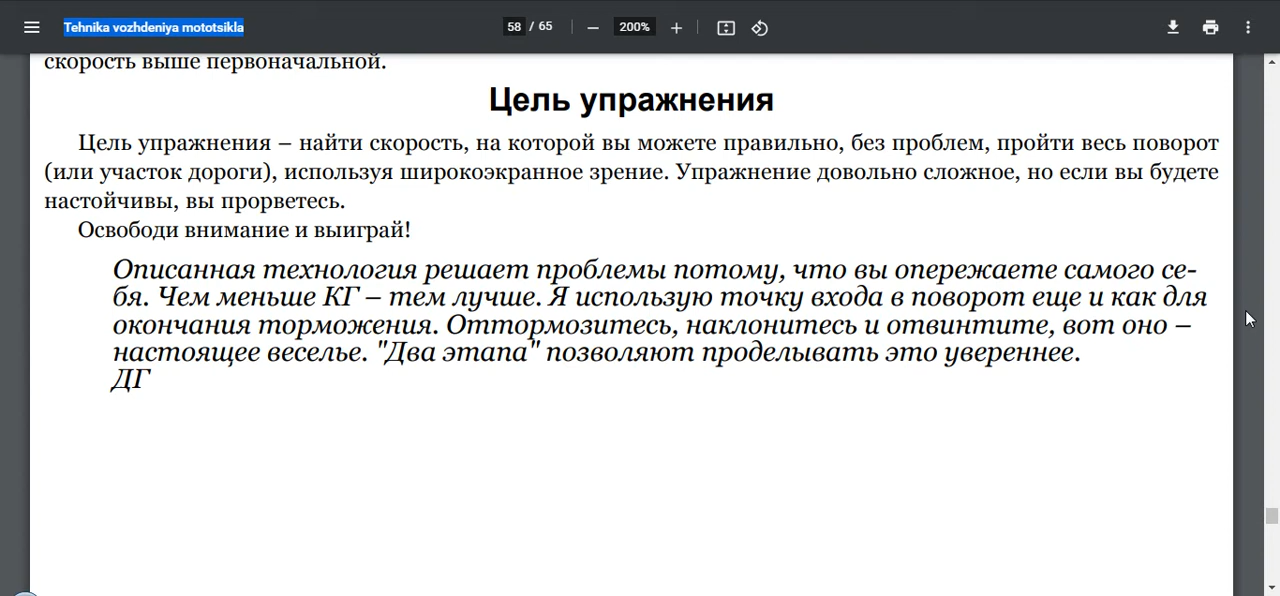 Tehnika vozhdeniya mototsikla
58 / 65
200%
скорость выше первоначальной.
Цель упражнения
Цель упражнения – найти скорость, на которой вы можете правильно, без проблем, пройти весь поворот
(или участок дороги), используя широкоэкранное зрение. Упражнение довольно сложное, но если вы будете
настойчивы, вы прорветесь.
Освободи внимание и выиграй!
Описанная технология решает проблемы потому, что вы опережаете самого се-
бя. Чем меньше КГ – тем лучше. Я использую точку входа в поворот еще и как для
окончания торможения. Оттормозитесь, наклонитесь и отвинтите, вот оно –
настоящее веселье. "Два этапа" позволяют проделывать это увереннее.
ДГ